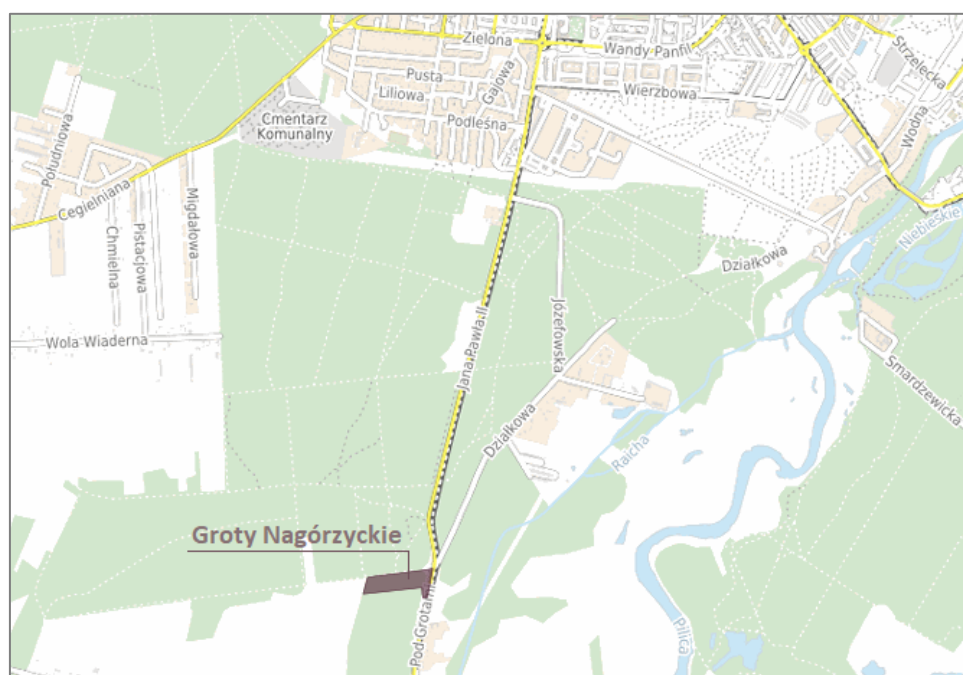 Zielona
Wandy Panfil
Strzelecka
Pusta
Gajowa
Liliowa
Wierzbowa
Cmentarz
Komunalny
Podleśna
Wodna
Południowa
Cegielniana
Migdałowa
Pistacjowa
Chmielna
Niebieskie
Działkowa
Józefowska
Jana Pawła II
Wola Wiaderna
Smardzewicka
Działkowa
Raicha
Groty Nagórzyckie
Pod Grotami
Pilica